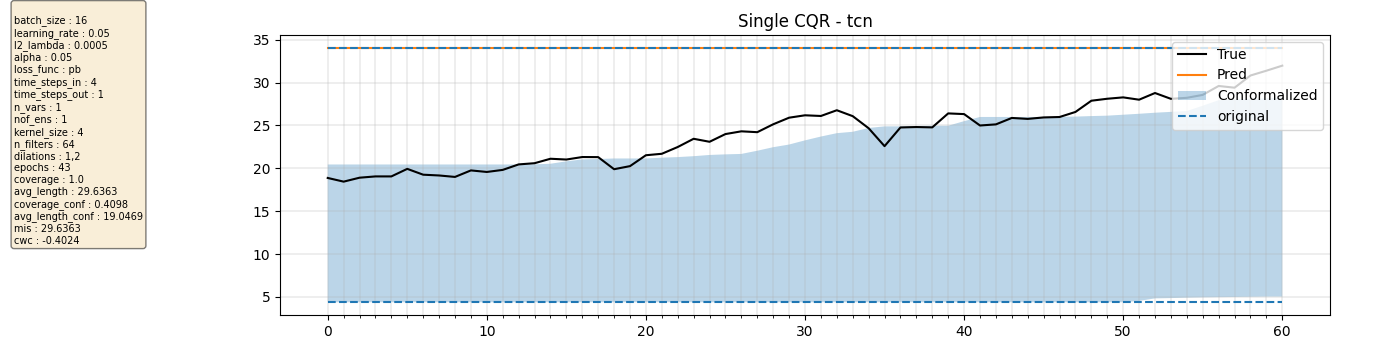 batch_size : 16
learning_rate : 0.05
l2_lambda : 0.0005
alpha : 0.05
loss_func : pb
time_steps_in : 4
time_steps_out : 1
n_vars : 1
nof_ens : 1
kernel_size : 4
n_filters : 64
dilations : 1,2
epochs : 43
coverage : 1.0
avg_length : 29.6363
coverage_conf : 0.4098
avg_length_conf : 19.0469
mis : 29.6363
cwc : -0.4024
Single CQR - tcn
35
30
25
20
15
10
5
True
Pred
Conformalized
original
0 10 20 30 40 50 60